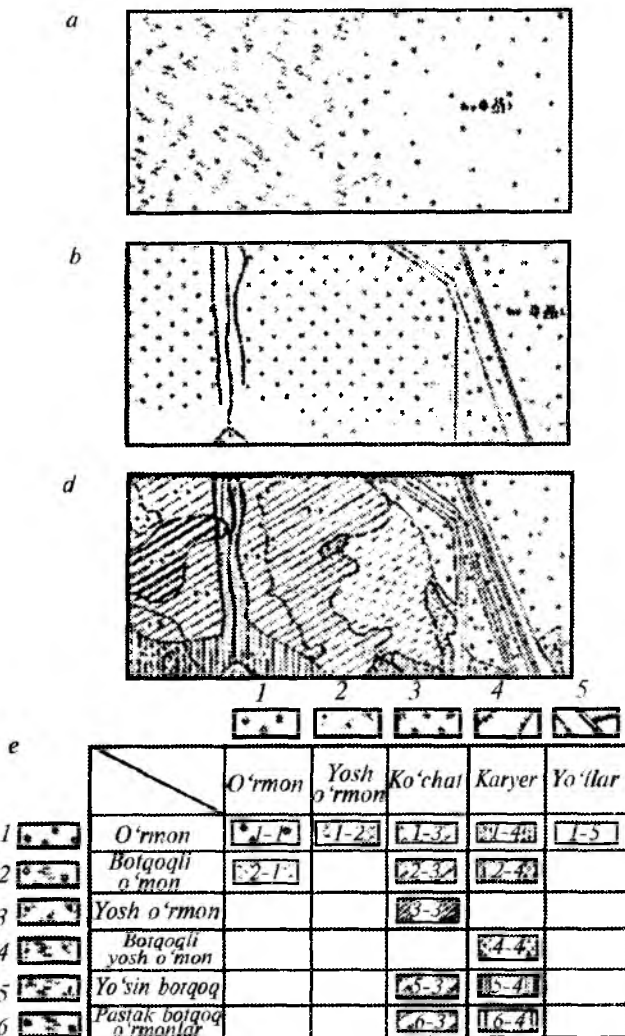 a
b
d
1 2 3 4 5
e
O‘rmon Yosh o‘rmon Ko‘chat Karyer Yo‘llar
1 O‘rmon 1-1 1-2 1-3 1-4 1-5
2 Botqoqli o‘mon 2-1 2-3 2-4
3 Yosh o‘rmon 3-3
4 Botqoqli yosh o‘mon 4-4
5 Yo‘sin botqoq 5-3 5-4
6 Pastak botqoq o‘rmonlar 6-3 6-4